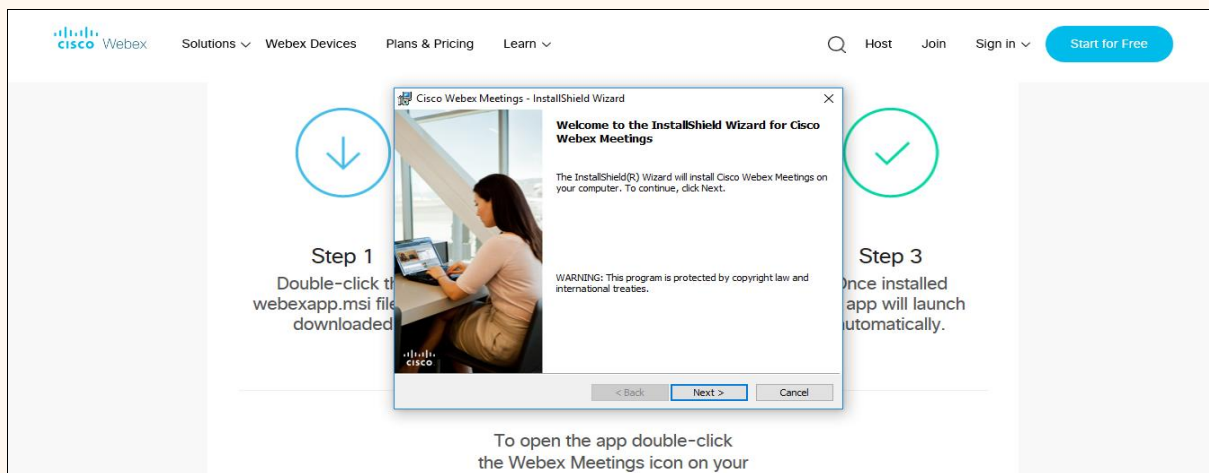 CISCO Webex
Solutions Webex Devices Plans & Pricing Learn Host Join Sign in Start for Free
Cisco Webex Meetings - InstallShield Wizard
Welcome to the InstallShield Wizard for Cisco
Webex Meetings
The InstallShield(R) Wizard will install Cisco Webex Meetings on
your computer. To continue, click Next.
WARNING: This program is protected by copyright law and
international treaties.
CISCO
< Back Next > Cancel
Step 1
Double-click
webexapp.msi
downloaded
Step 3
installed
app will launch
automatically.
To open the app double-click
the Webex Meetings icon on your